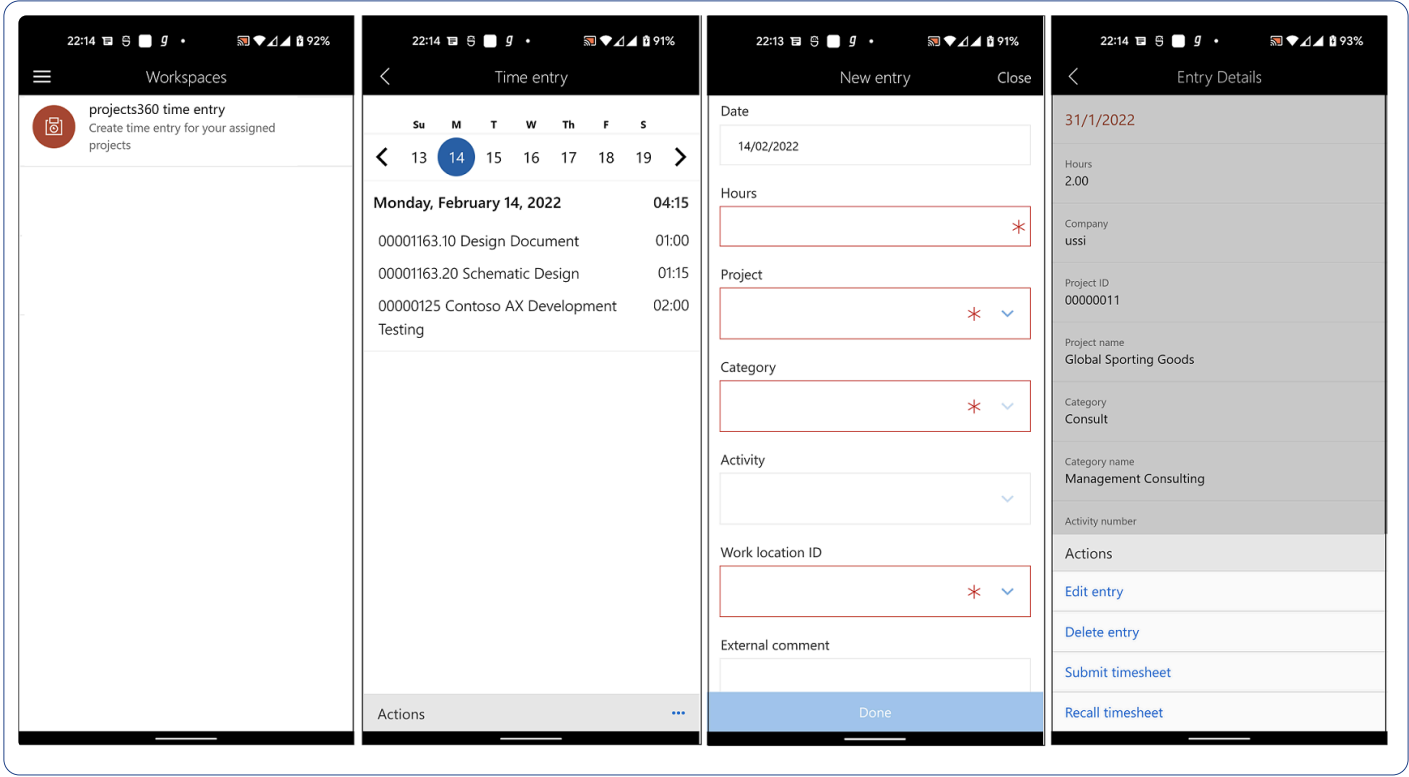 22:14 92%
Workspaces
projects360 time entry
Create time entry for your assigned
projects
22:14 91%
Time entry
Su M T W Th F S
13 14 15 16 17 18 19
Monday, February 14, 2022 04:15
00001163.10 Design Document 01:00
00001163.20 Schematic Design 01:15
00000125 Contoso AX Development 02:00
Testing
Actions ...
22:13 91%
New entry Close
Date
14/02/2022
Hours
*
Project
*
Category
*
Activity
Work location ID
*
External comment
Done
22:14 93%
Entry Details
31/1/2022
Hours
2.00
Company
ussi
Project ID
00000011
Project name
Global Sporting Goods
Category
Consult
Category name
Management Consulting
Activity number
Actions
Edit entry
Delete entry
Submit timesheet
Recall timesheet